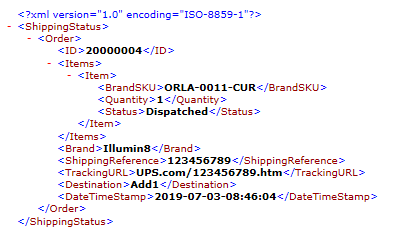 <?xml version="1.0" encoding="ISO-8859-1"?>
- <ShippingStatus>
- <Order>
<ID>20000004</ID>
- <Items>
- <Item>
<BrandSKU>ORLA-0011-CUR</BrandSKU>
<Quantity>1</Quantity>
<Status>Dispatched</Status>
</Item>
</Items>
<Brand>Illumin8</Brand>
<ShippingReference>123456789</ShippingReference>
<TrackingURL>UPS.com/123456789.htm</TrackingURL>
<Destination>Add1</Destination>
<DateTimeStamp>2019-07-03-08:46:04</DateTimeStamp>
</Order>
</ShippingStatus>